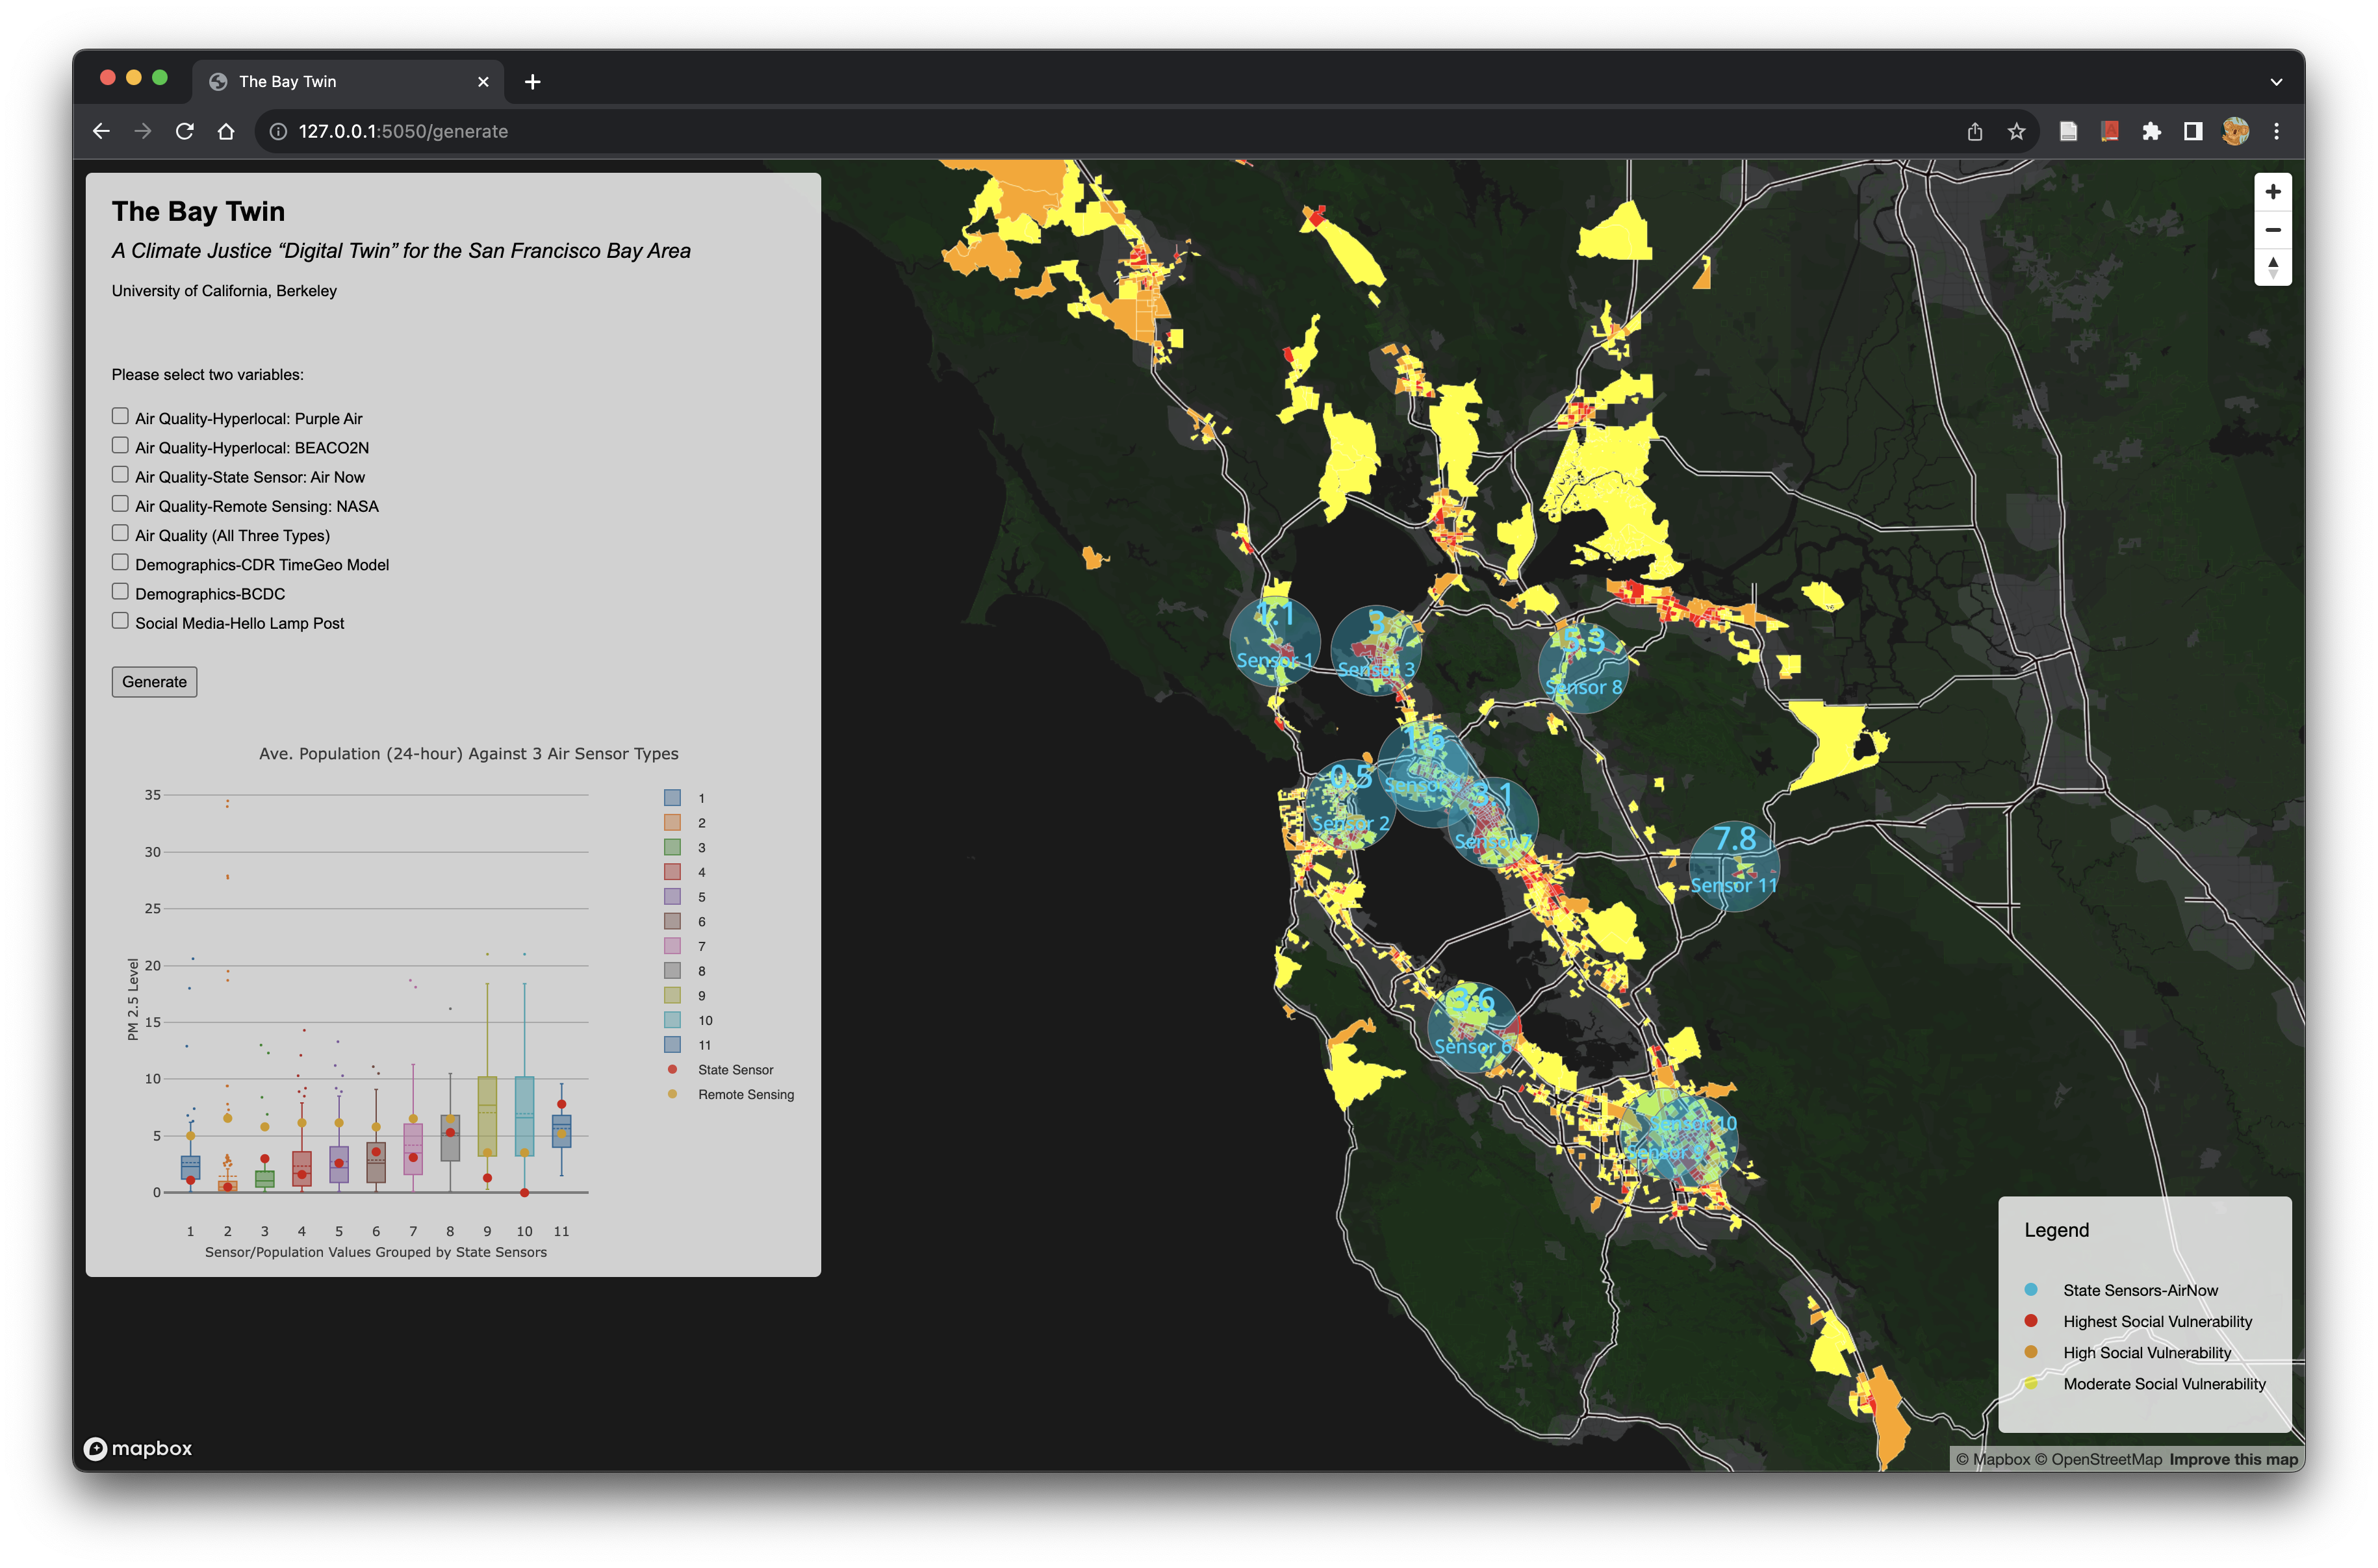 The Bay Twin
127.0.0.1:5050/generate
The Bay Twin
A Climate Justice “Digital Twin” for the San Francisco Bay Area
University of California, Berkeley
Please select two variables:
Air Quality-Hyperlocal: Purple Air
Air Quality-Hyperlocal: BEACO2N
Air Quality-State Sensor: Air Now
Air Quality-Remote Sensing: NASA
Air Quality (All Three Types)
Demographics-CDR TimeGeo Model
Demographics-BCDC
Social Media-Hello Lamp Post
Generate
Ave. Population (24-hour) Against 3 Air Sensor Types
PM 2.5 Level
35
30
25
20
15
10
5
0
1 2 3 4 5 6 7 8 9 10 11
Sensor/Population Values Grouped by State Sensors
1
2
3
4
5
6
7
8
9
10
11
State Sensor
Remote Sensing
1.1
Sensor 1
3
Sensor 3
5.3
Sensor 8
1.6
Sensor
0.5
Sensor 2
3.1
Sensor 7
7.8
Sensor 11
3.6
Sensor 6
Sensor 10
Sensor 9
Legend
State Sensors-AirNow
Highest Social Vulnerability
High Social Vulnerability
Moderate Social Vulnerability
mapbox
© Mapbox © OpenStreetMap Improve this map